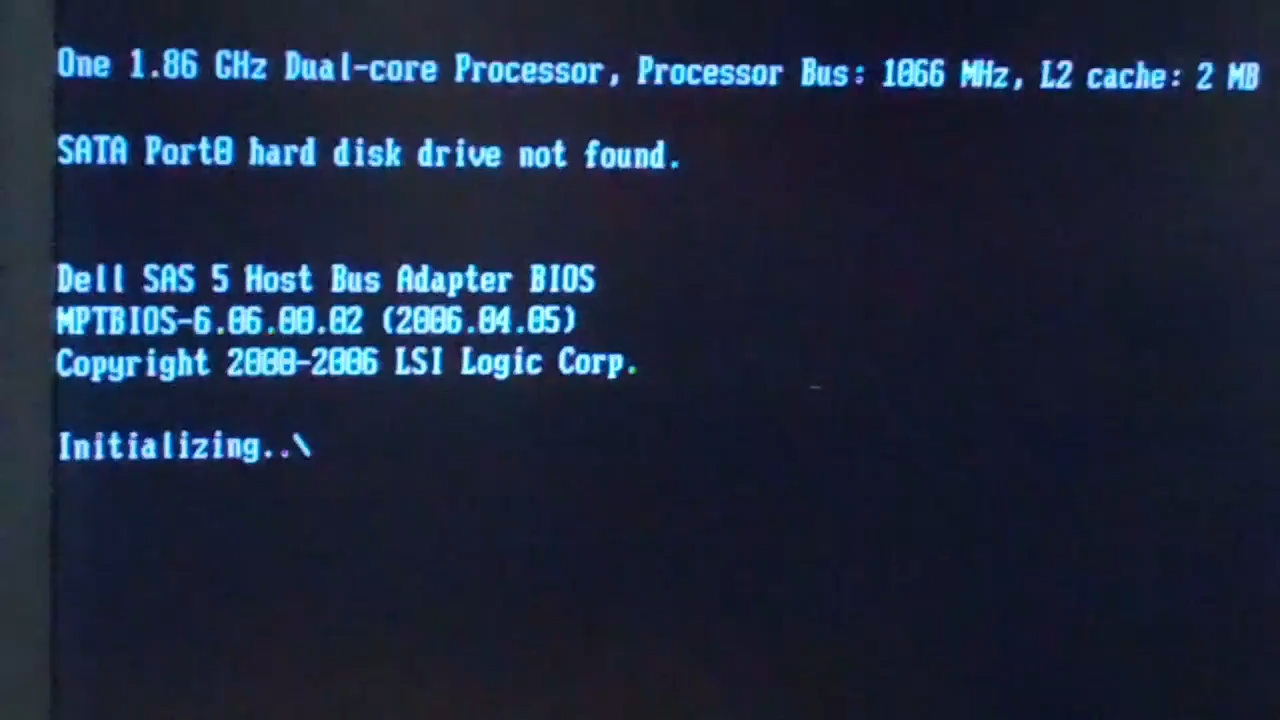 One 1.86 GHz Dual-core Processor, Processor Bus: 1066 MHz, L2 cache: 2 MB
SATA Port0 hard disk drive not found.
Dell SAS 5 Host Bus Adapter BIOS
MPTBIOS-6.06.00.02 (2006.04.05)
Copyright 2000-2006 LSI Logic Corp.
Initializing..\